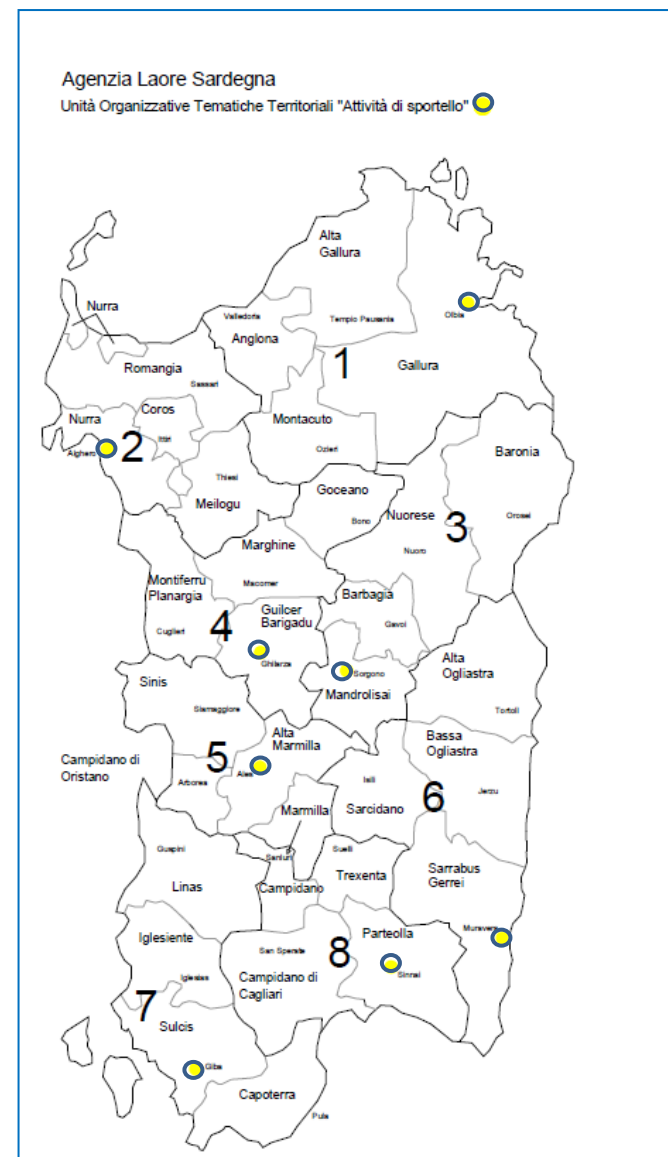 Agenzia Laore Sardegna
Unità Organizzative Tematiche Territoriali "Attività di sportello"
Alta
Gallura
Nurra
Valledoria
Tempio Pausania
Olbia
Anglona
1
Gallura
Romangia
Sassari
Nurra
Coros
Montacuto
Ittiri
2
Alghero
Ozieri
Baronia
Thiesi
Meilogu
Goceano
Bono
Nuorese
Orosei
3
Nuoro
Marghine
Macomer
Montiferru
Planargia
Barbagia
Guilcer
Barigadu
4
Cuglieri
Gavoi
Ghilarza
Sorgono
Mandrolisai
Alta
Ogliastra
Tortolì
Sinis
Siamaggiore
Alta
Marmilla
Bassa
Ogliastra
Campidano di
Oristano
5
Arborea
Ales
Isili
6
Jerzu
Marmilla
Sarcidano
Guspini
Sanluri
Suelli
Linas
Campidano
Trexenta
Sarrabus
Gerrei
Muravera
Iglesiente
San Sperate
8
Parteolla
Sinnai
Iglesias
Campidano di
Cagliari
7
Sulcis
Giba
Capoterra
Pula